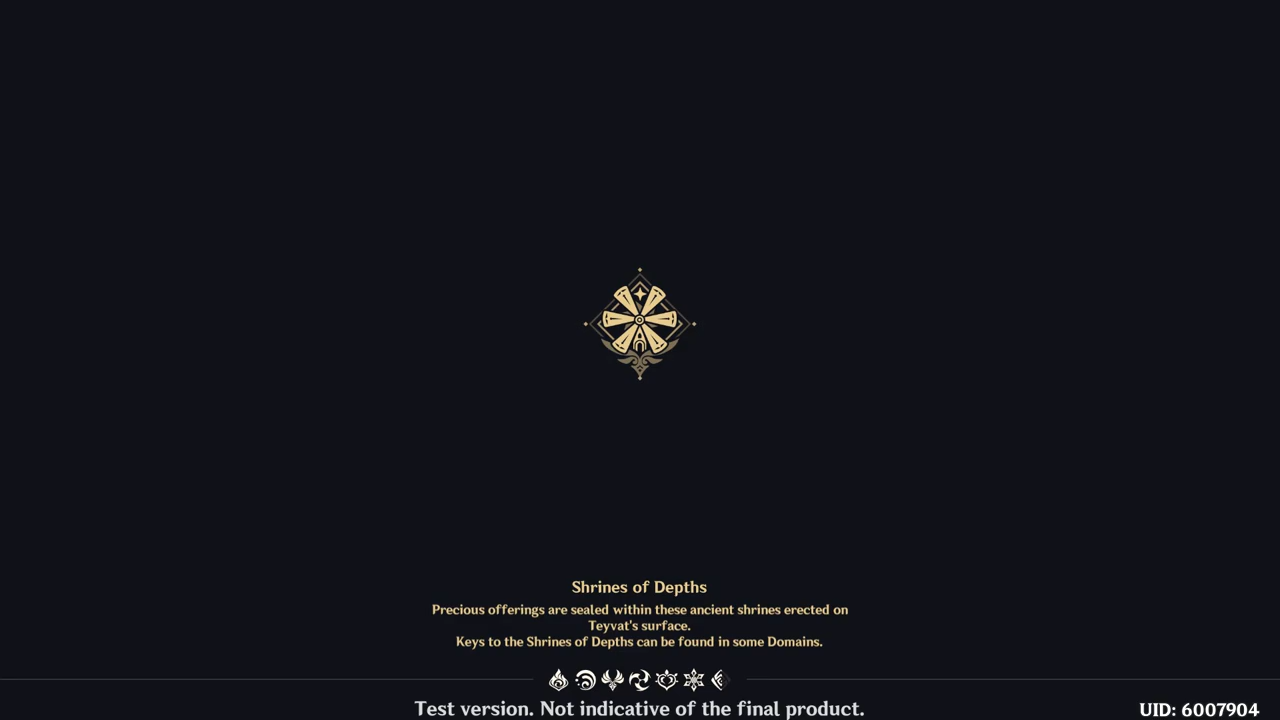 Shrines of Depths
Precious offerings are sealed within these ancient shrines erected on
Teyvat's surface.
Keys to the Shrines of Depths can be found in some Domains.
Test version. Not indicative of the final product.
UID: 6007904